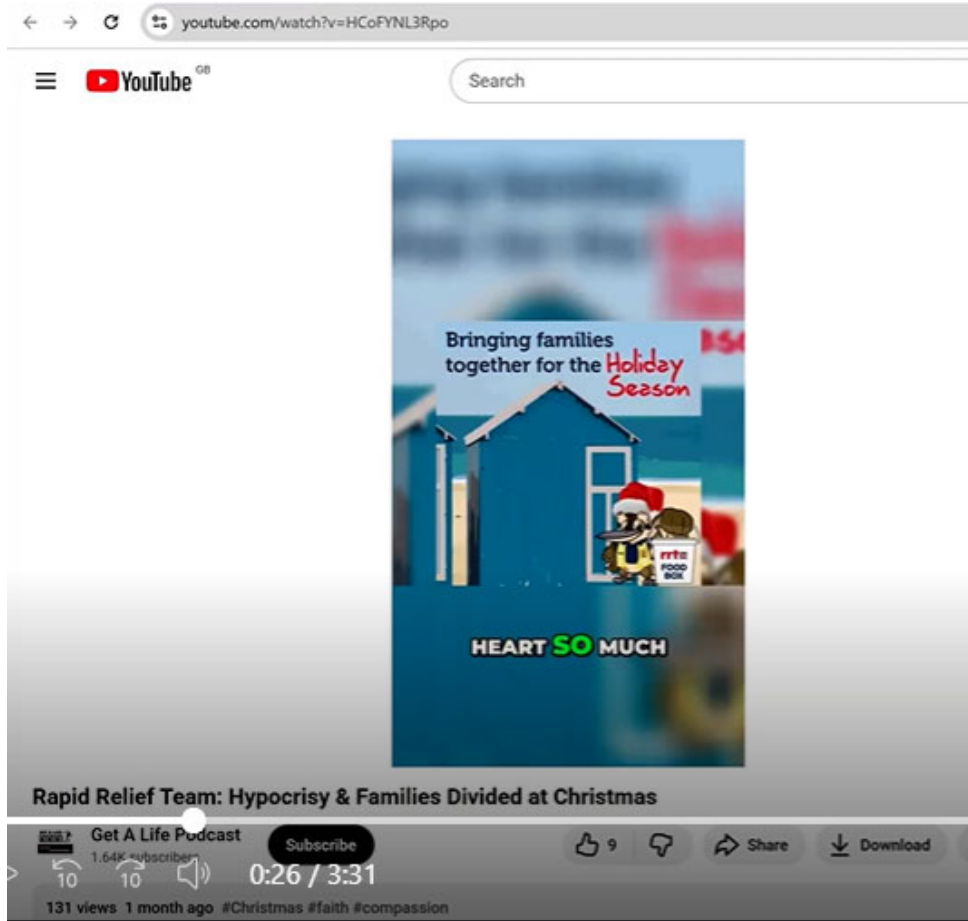 youtube.com/watch?v=HCoFYNL3Rpo
YouTube GB
Search
Bringing families
together for the Holiday
Season
rrt
FOOD
BOX
HEART SO MUCH
Rapid Relief Team: Hypocrisy & Families Divided at Christmas
Get A Life Podcast
1.64K subscribers
Subscribe
9
Share
Download
10
10
0:26 / 3:31
131 views 1 month ago #Christmas #faith #compassion